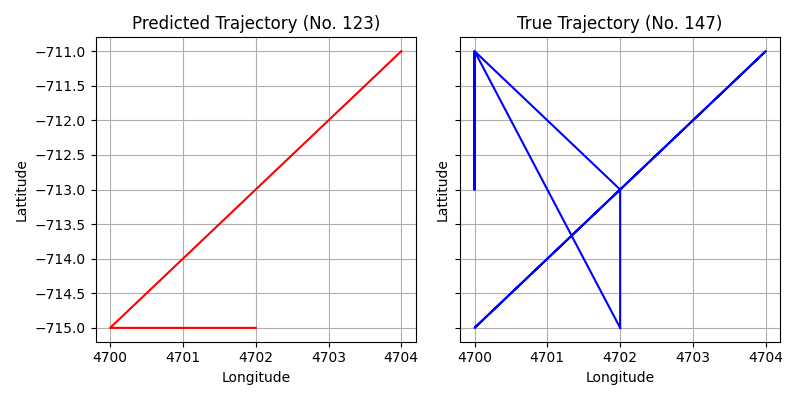 Predicted Trajectory (No. 123)
True Trajectory (No. 147)
Lattitude
−711.0
−711.5
−712.0
−712.5
−713.0
−713.5
−714.0
−714.5
−715.0
4700 4701 4702 4703 4704
Longitude
Lattitude
4700 4701 4702 4703 4704
Longitude